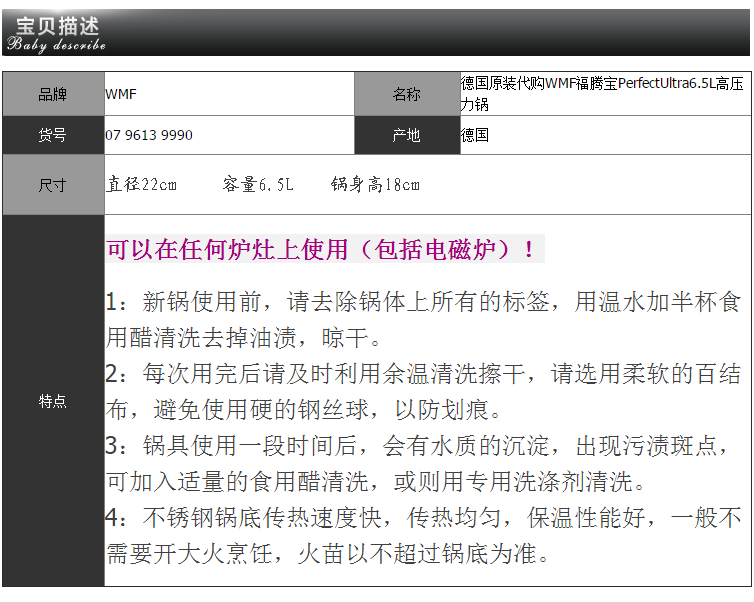 宝贝描述
Baby describe
品牌 WMF 名称 德国原装代购WMF福腾宝PerfectUltra6.5L高压
力锅
货号 07 9613 9990 产地 德国
尺寸 直径22cm 容量6.5L 锅身高18cm
特点
可以在任何炉灶上使用（包括电磁炉）！
1：新锅使用前，请去除锅体上所有的标签，用温水加半杯食
用醋清洗去掉油渍，晾干。
2：每次用完后请及时利用余温清洗擦干，请选用柔软的百结
布，避免使用硬的钢丝球，以防划痕。
3：锅具使用一段时间后，会有水质的沉淀，出现污渍斑点，
可加入适量的食用醋清洗，或则用专用洗涤剂清洗。
4：不锈钢锅底传热速度快，传热均匀，保温性能好，一般不
需要开大火烹饪，火苗以不超过锅底为准。